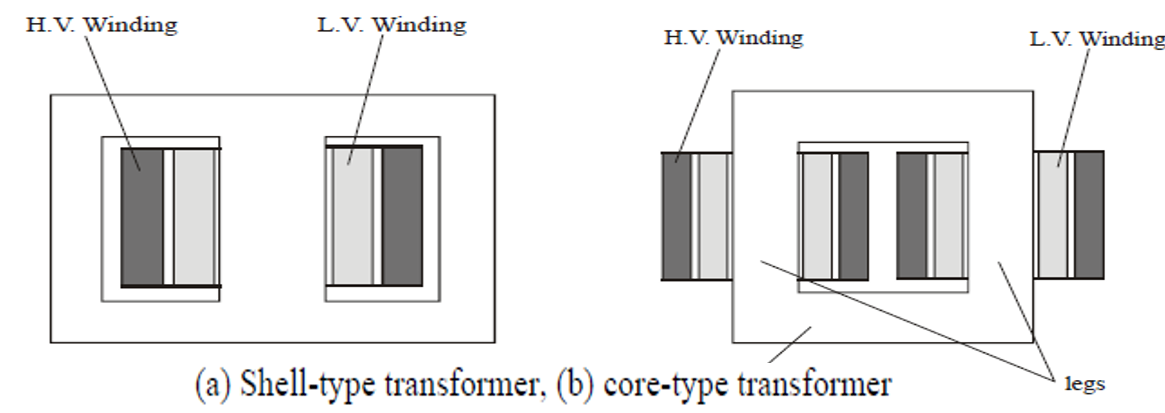 H.V. Winding
L.V. Winding
H.V. Winding
L.V. Winding
legs
(a) Shell-type transformer, (b) core-type transformer